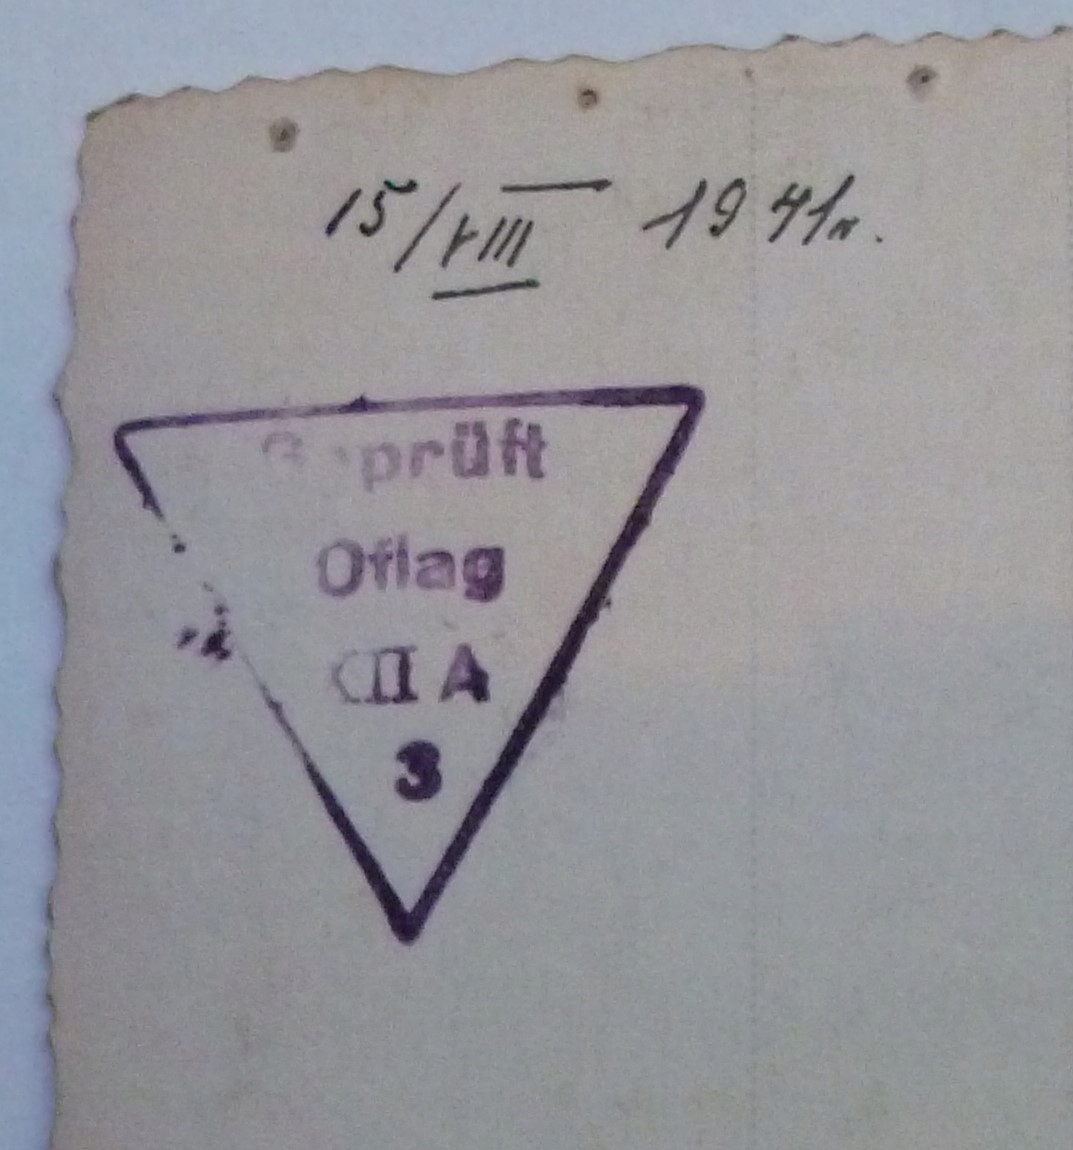 15/VIII 1941r.
Geprüft
Oflag
XII A
3